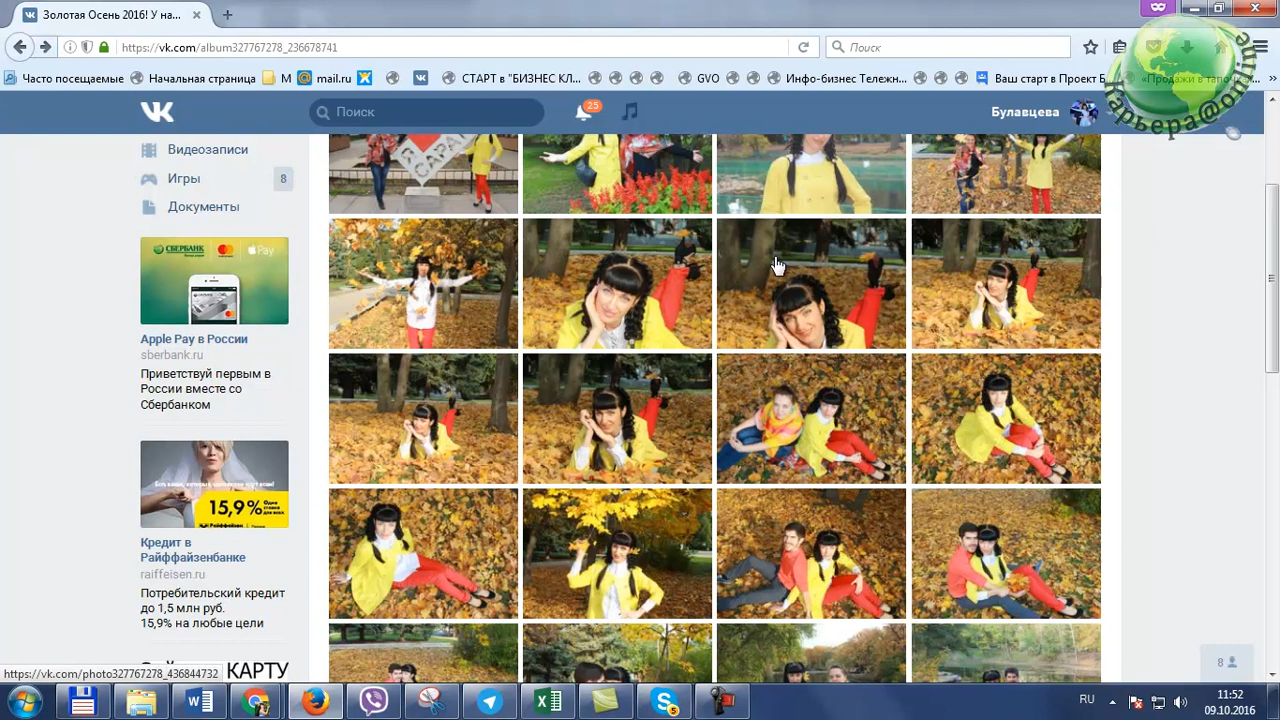 Золотая Осень 2016! У на...
https://vk.com/album327767278_236678741
Поиск
Часто посещаемые
Начальная страница
М
mail.ru
СТАРТ в "БИЗНЕС КЛ...
GVO
Инфо-бизнес Тележн...
Ваш старт в Проект Б
«Продажи в тапочка...
Карьера@online
Поиск
25
Булавцева
Видеозаписи
Игры
8
Документы
СБЕРБАНК
Pay
Apple Pay в России
sberbank.ru
Приветствуй первым в
России вместе со
Сбербанком
15,9%
Кредит в
Райффайзенбанке
raiffeisen.ru
Потребительский кредит
до 1,5 млн руб.
15,9% на любые цели
КАРТУ
8
https://vk.com/photo327767278_436844732
RU
11:52
09.10.2016